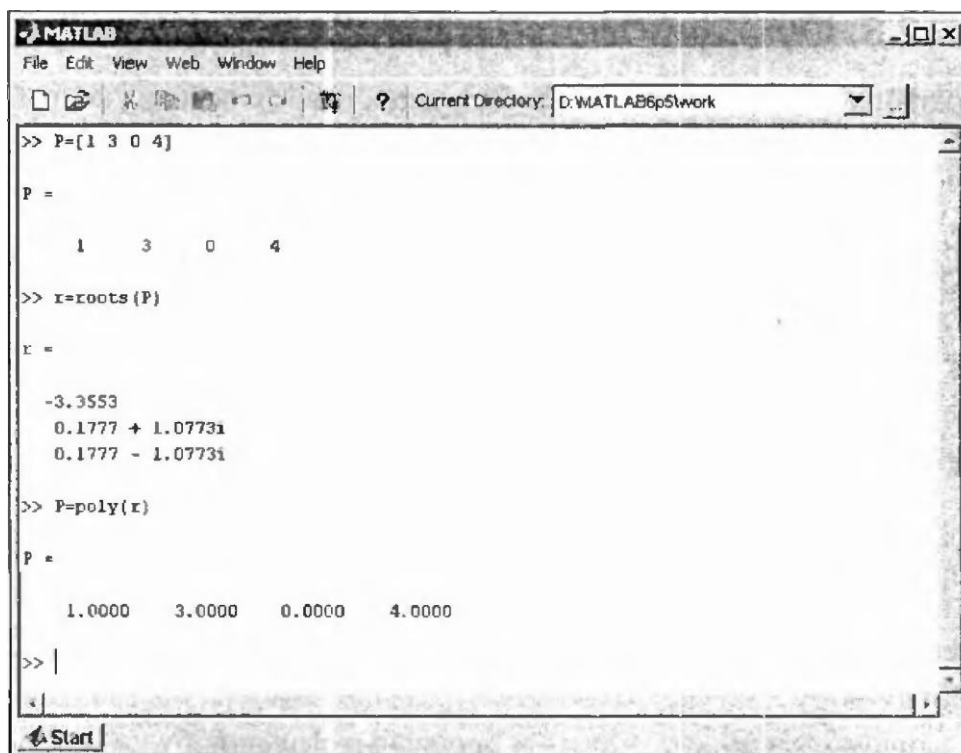 MATLAB
File Edit View Web Window Help
? Current Directory: D:\MATLAB6p5\work ...
>> P=[1 3 0 4]
P =
1 3 0 4
>> r=roots(P)
r =
-3.3553
0.1777 + 1.0773i
0.1777 - 1.0773i
>> P=poly(r)
P =
1.0000 3.0000 0.0000 4.0000
>>
Start